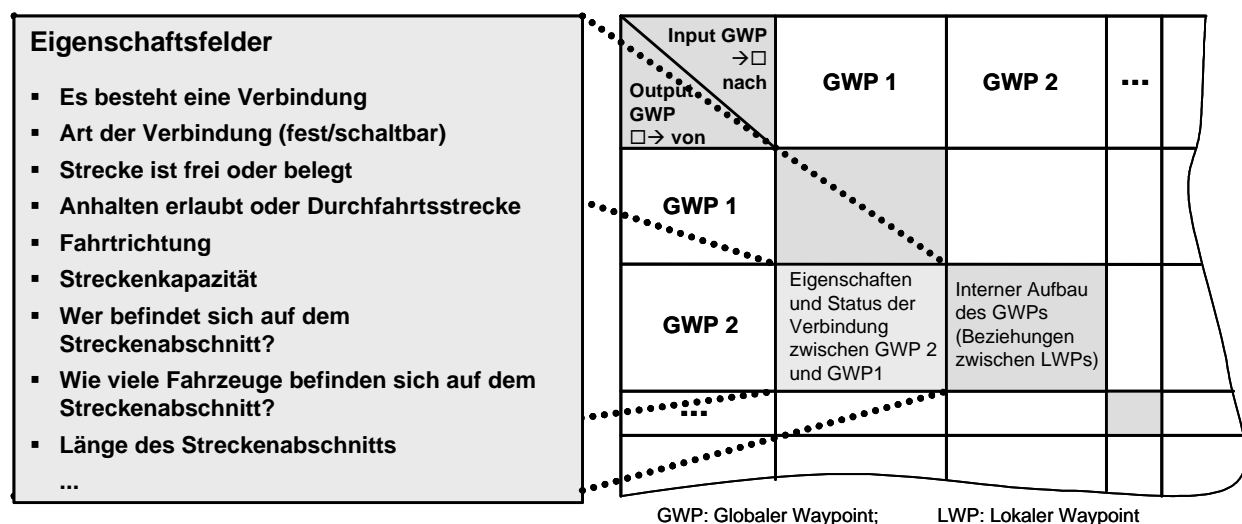 Eigenschaftsfelder
▪ Es besteht eine Verbindung
▪ Art der Verbindung (fest/schaltbar)
▪ Strecke ist frei oder belegt
▪ Anhalten erlaubt oder Durchfahrtsstrecke
▪ Fahrtrichtung
▪ Streckenkapazität
▪ Wer befindet sich auf dem
Streckenabschnitt?
▪ Wie viele Fahrzeuge befinden sich auf dem
Streckenabschnitt?
▪ Länge des Streckenabschnitts
...
Input GWP
→□
nach
Output
GWP
□→ von
GWP 1
GWP 2
...
GWP 1
GWP 2
Eigenschaften
und Status der
Verbindung
zwischen GWP 2
und GWP1
Interner Aufbau
des GWPs
(Beziehungen
zwischen LWPs)
...
GWP: Globaler Waypoint; LWP: Lokaler Waypoint